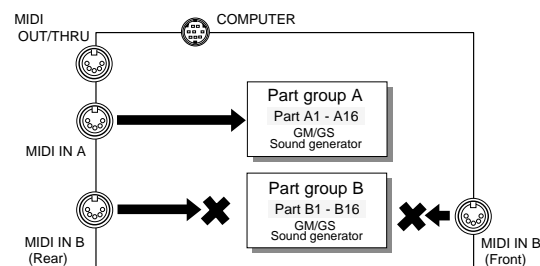 MIDI
OUT/THRU
COMPUTER
Part group A
Part A1 - A16
GM/GS
Sound generator
MIDI IN A
Part group B
Part B1 - B16
GM/GS
Sound generator
MIDI IN B
(Rear)
MIDI IN B
(Front)